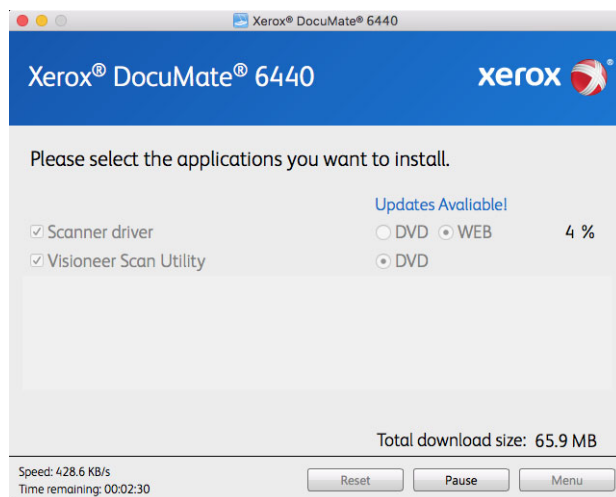 Xerox® DocuMate® 6440
Xerox® DocuMate® 6440
xerox®
Please select the applications you want to install.
Updates Avaliable!
Scanner driver DVD WEB 4 %
Visioneer Scan Utility DVD
Total download size: 65.9 MB
Speed: 428.6 KB/s
Time remaining: 00:02:30
Reset Pause Menu